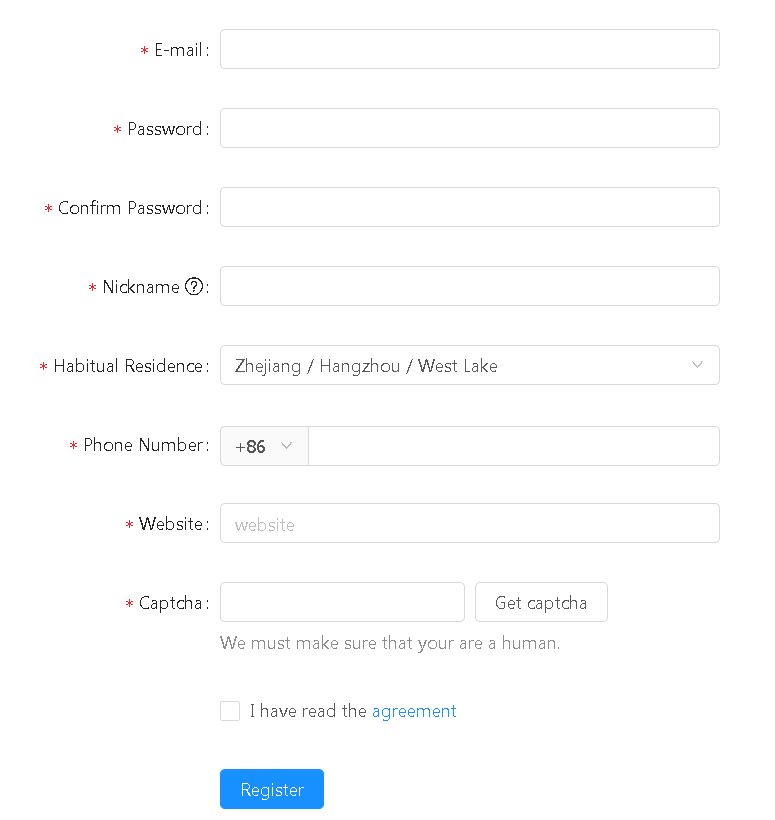 * E-mail:
* Password:
* Confirm Password:
* Nickname ?:
* Habitual Residence: Zhejiang / Hangzhou / West Lake
* Phone Number: +86
* Website: website
* Captcha: Get captcha
We must make sure that your are a human.
I have read the agreement
Register